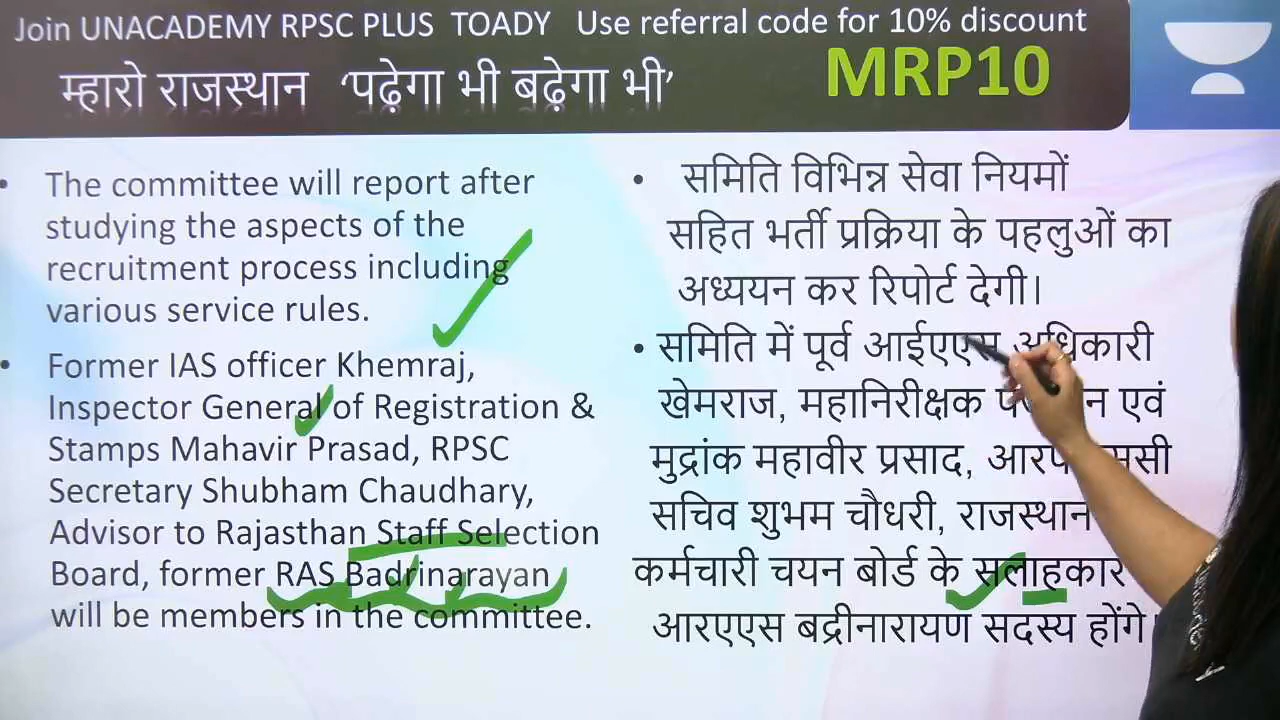 Join UNACADEMY RPSC PLUS TOADY Use referral code for 10% discount
म्हारो राजस्थान ‘पढ़ेगा भी बढ़ेगा भी’ MRP10
• The committee will report after
studying the aspects of the
recruitment process including
various service rules.
• Former IAS officer Khemraj,
Inspector General of Registration &
Stamps Mahavir Prasad, RPSC
Secretary Shubham Chaudhary,
Advisor to Rajasthan Staff Selection
Board, former RAS Badrinarayan
will be members in the committee.
• समिति विभिन्न सेवा नियमों
सहित भर्ती प्रक्रिया के पहलुओं का
अध्ययन कर रिपोर्ट देगी।
• समिति में पूर्व आईएएस अधिकारी
खेमराज, महानिरीक्षक एवं
मुद्रांक महावीर प्रसाद,
सचिव शुभम चौधरी, राजस्थान
कर्मचारी चयन बोर्ड के सलाहकार
आरएएस बद्रीनारायण सदस्य होंगे।